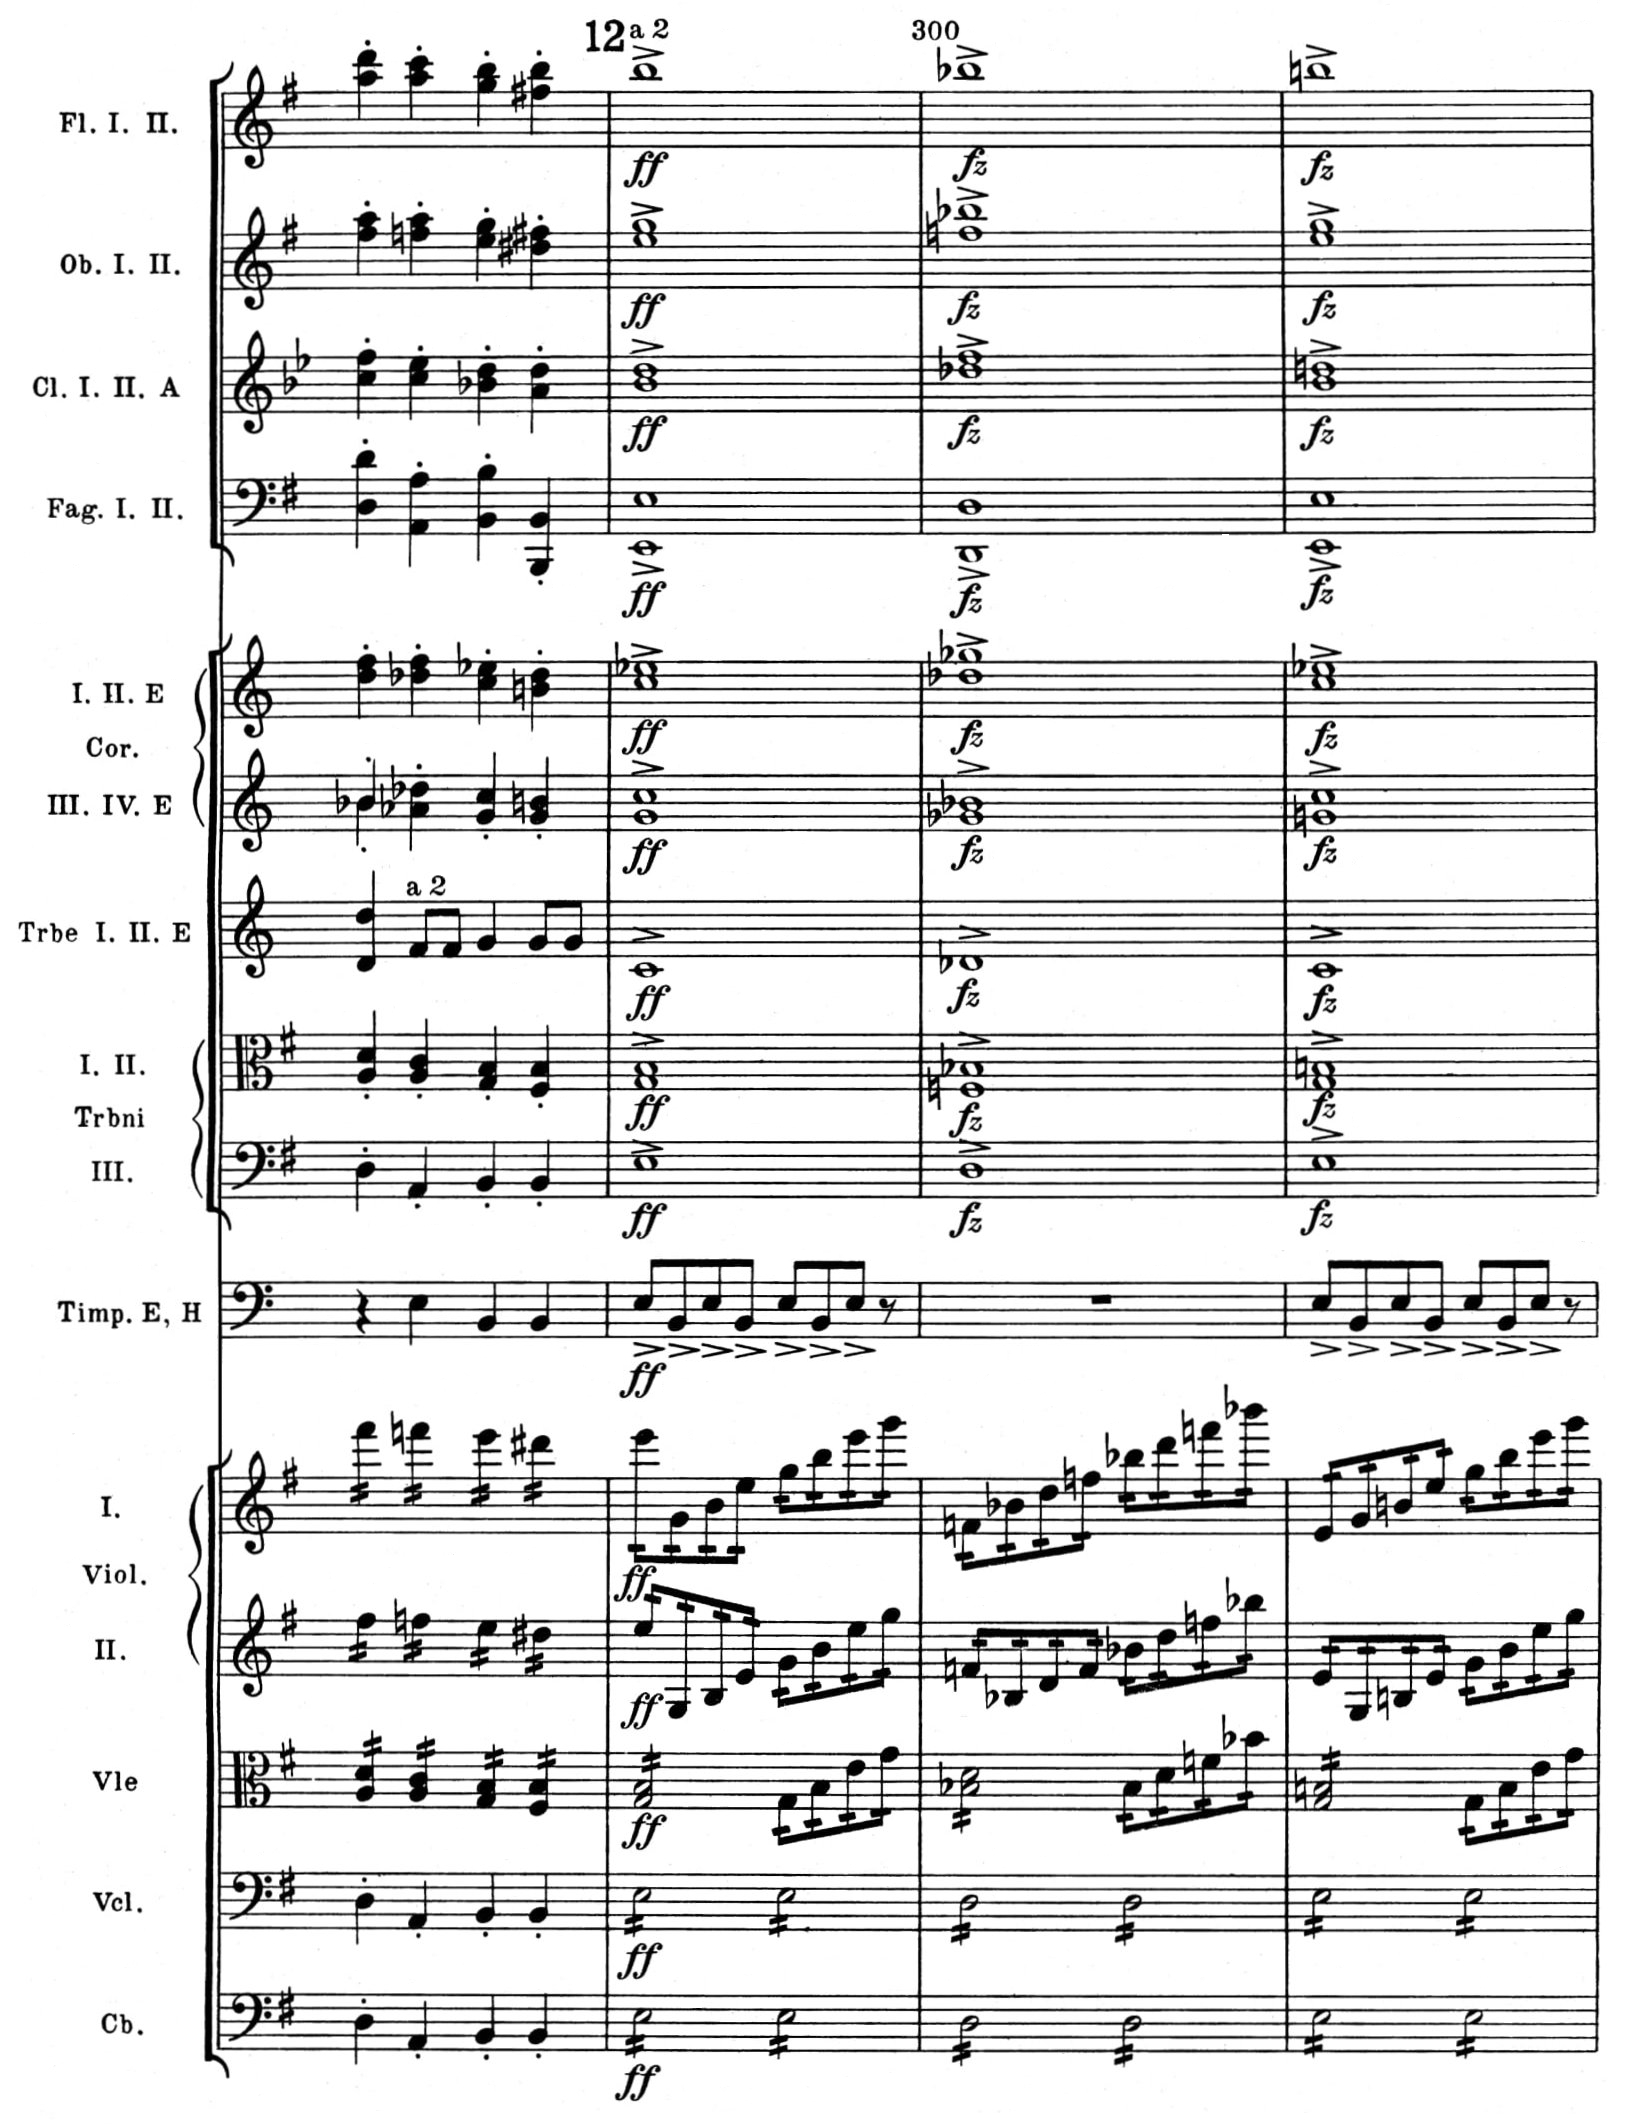 12 a 2 300
Fl. I. II.
ff fz fz
Ob. I. II.
ff fz fz
Cl. I. II. A
ff fz fz
Fag. I. II.
ff fz fz
I. II. E
ff fz fz
Cor.
III. IV. E
ff fz fz
a 2
Trbe I. II. E
ff fz fz
I. II.
ff fz fz
Trbni
III.
ff fz fz
Timp. E, H
ff
I.
ff
Viol.
II.
ff
Vle
ff
Vcl.
ff
Cb.
ff